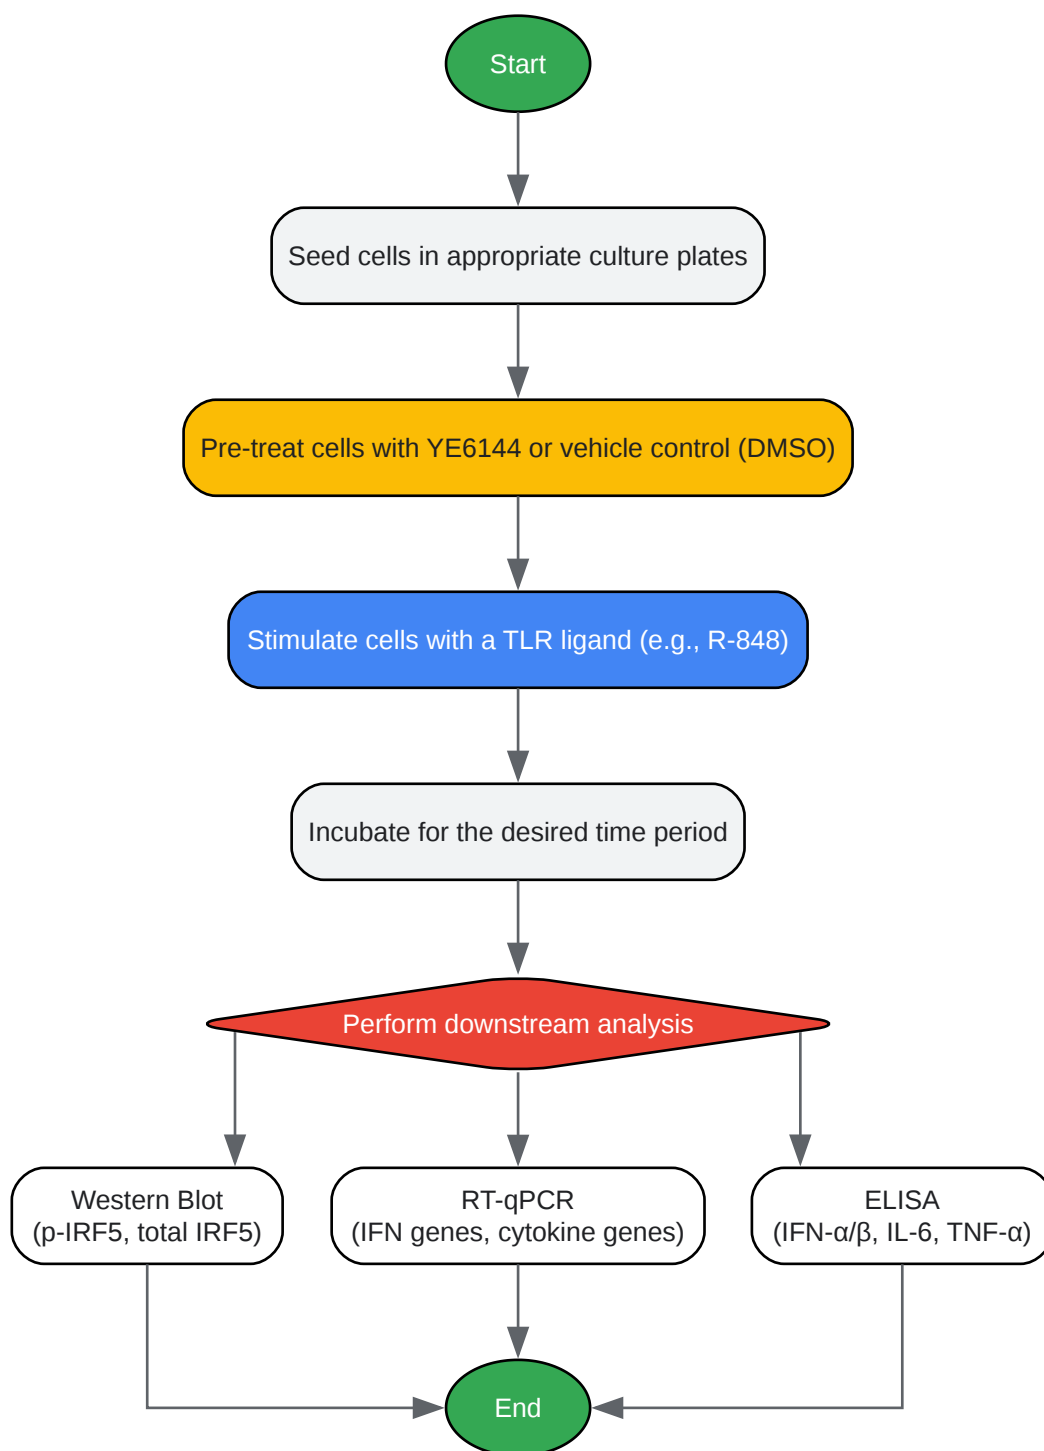 Start
Seed cells in appropriate culture plates
Pre-treat cells with YE6144 or vehicle control (DMSO)
Stimulate cells with a TLR ligand (e.g., R-848)
Incubate for the desired time period
Perform downstream analysis
Western Blot
(p-IRF5, total IRF5)
RT-qPCR
(IFN genes, cytokine genes)
ELISA
(IFN-α/β, IL-6, TNF-α)
End